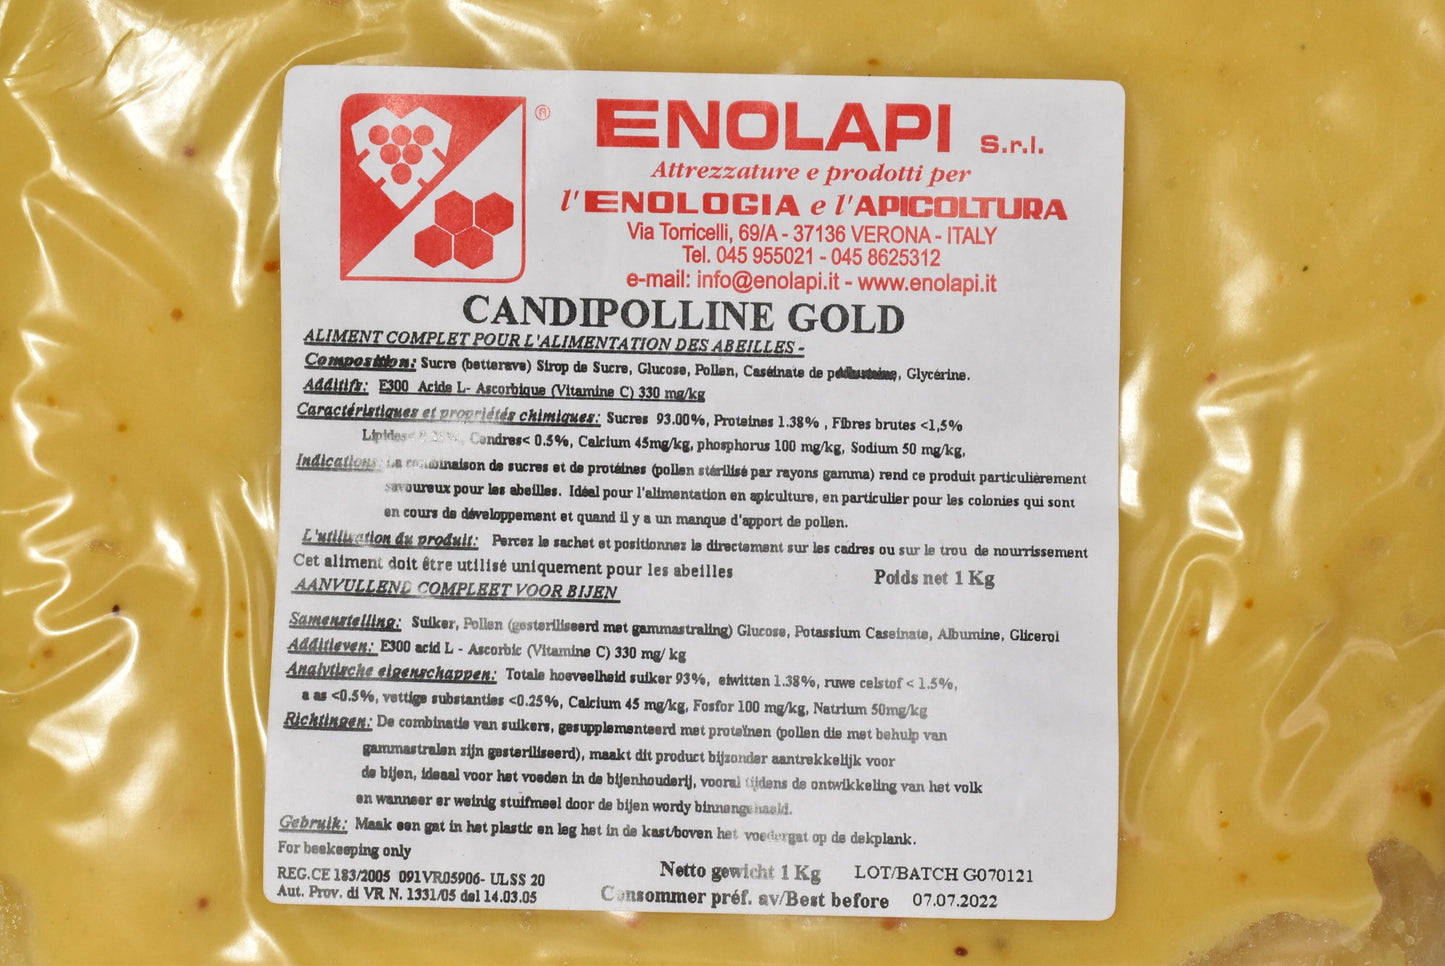 ®
ENOLAPI S.r.l.
Attrezzature e prodotti per
l'ENOLOGIA e l'APICOLTURA
Via Torricelli, 69/A - 37136 VERONA - ITALY
Tel. 045 955021 - 045 8625312
e-mail: info@enolapi.it - www.enolapi.it
CANDIPOLLINE GOLD
ALIMENT COMPLET POUR L'ALIMENTATION DES ABEILLES -
Composition: Sucre (betterave) Sirop de Sucre, Glucose, Pollen, Caséinate de , Glycérine.
Additifs: E300 Acide L- Ascorbique (Vitamine C) 330 mg/kg
Caractéristiques et propriétés chimiques: Sucres 93.00%, Proteines 1.38% , Fibres brutes <1,5%
Lipides< Cendres< 0.5%, Calcium 45mg/kg, phosphorus 100 mg/kg, Sodium 50 mg/kg,
Indications: La combinaison de sucres et de protéines (pollen stérilisé par rayons gamma) rend ce produit particulièrement
savoureux pour les abeilles. Idéal pour l'alimentation en apiculture, en particulier pour les colonies qui sont
en cours de développement et quand il y a un manque d'apport de pollen.
L'utilisation du produit: Percez le sachet et positionnez le directement sur les cadres ou sur le trou de nourrissement
Cet aliment doit être utilisé uniquement pour les abeilles
Poids net 1 Kg
AANVULLEND COMPLEET VOOR BIJEN
Samenstelling: Suiker, Pollen (gesteriliseerd met gammastraling) Glucose, Potassium Caseinate, Albumine, Glicerol
Additieven: E300 acid L - Ascorbic (Vitamine C) 330 mg/ kg
Analytische eigenschappen: Totale hoeveelheid suiker 93%, eiwitten 1.38%, ruwe celstof < 1.5%,
a as <0.5%, vettige substanties <0.25%, Calcium 45 mg/kg, Fosfor 100 mg/kg, Natrium 50mg/kg
Richtingen: De combinatie van suikers, gesupplementeerd met proteïnen (pollen die met behulp van
gammastralen zijn gesteriliseerd), maakt dit product bijzonder aantrekkelijk voor
de bijen, ideaal voor het voeden in de bijenhouderij, vooral tijdens de ontwikkeling van het volk
en wanneer er weinig stuifmeel door de bijen wordy binnengehaald.
Gebruik: Maak een gat in het plastic en leg het in de kast/boven het voedergat op de dekplank.
For beekeeping only
Netto gewicht 1 Kg LOT/BATCH G070121
REG.CE 183/2005 091VR05906- ULSS 20
Aut. Prov. di VR N. 1331/05 del 14.03.05
Consommer préf. av/Best before 07.07.2022